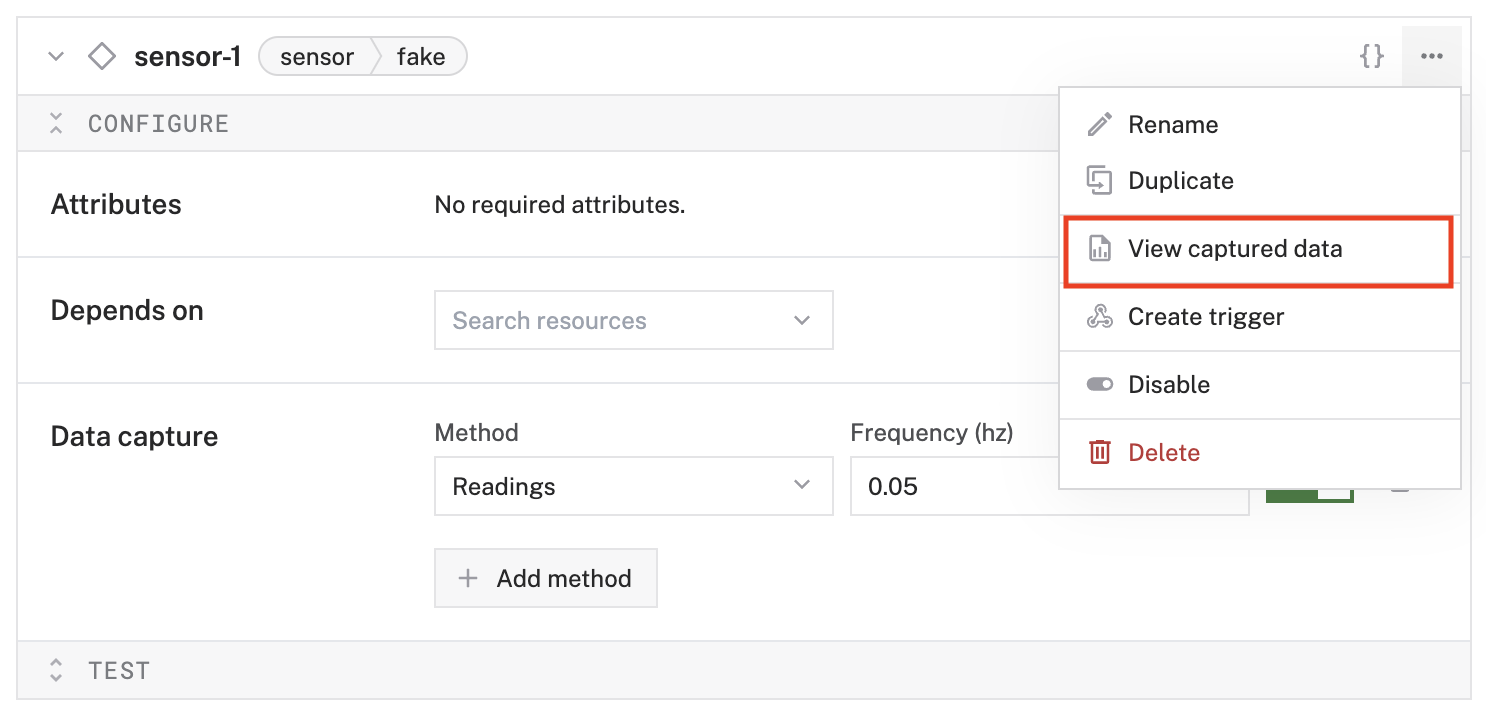 sensor-1 sensor fake {} ...
CONFIGURE
Rename
Duplicate
View captured data
Create trigger
Disable
Delete
Attributes No required attributes.
Depends on Search resources
Data capture Method Frequency (hz)
Readings 0.05
+ Add method
TEST